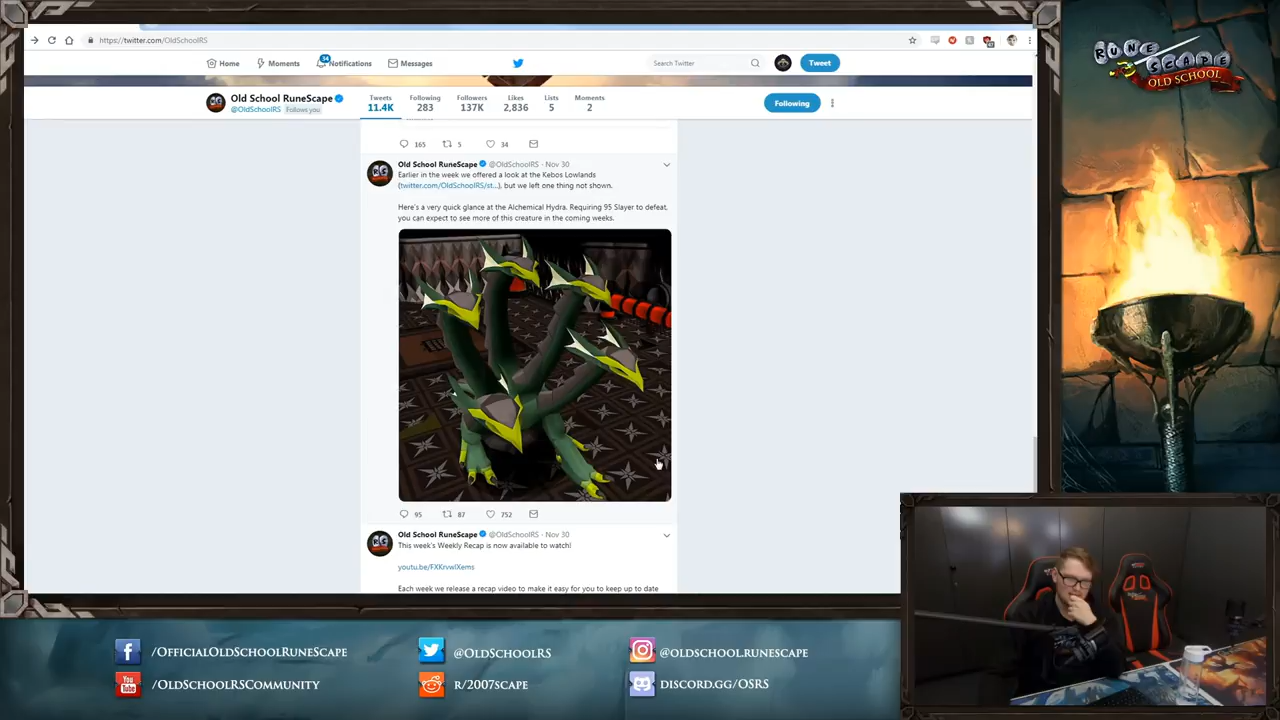 https://twitter.com/OldSchoolRS
Home
Moments
34
Notifications
Messages
Search Twitter
Tweet
Old School RuneScape
@OldSchoolRS Follows you
Tweets
11.4K
Following
283
Followers
137K
Likes
2,836
Lists
5
Moments
2
Following
RUNE SCAPE
OLD SCHOOL
165
5
34
Old School RuneScape @OldSchoolRS · Nov 30
Earlier in the week we offered a look at the Kebos Lowlands
(twitter.com/OldSchoolRS/st...), but we left one thing not shown.
Here's a very quick glance at the Alchemical Hydra. Requiring 95 Slayer to defeat,
you can expect to see more of this creature in the coming weeks.
95
87
752
Old School RuneScape @OldSchoolRS · Nov 30
This week's Weekly Recap is now available to watch!
Each week we release a recap video to make it easy for you to keep up to date
/OfficialOldSchoolRuneScape
@OldSchoolRS
@oldschool.runescape
You
Tube
/OldSchoolRSCommunity
r/2007scape
discord.gg/OSRS